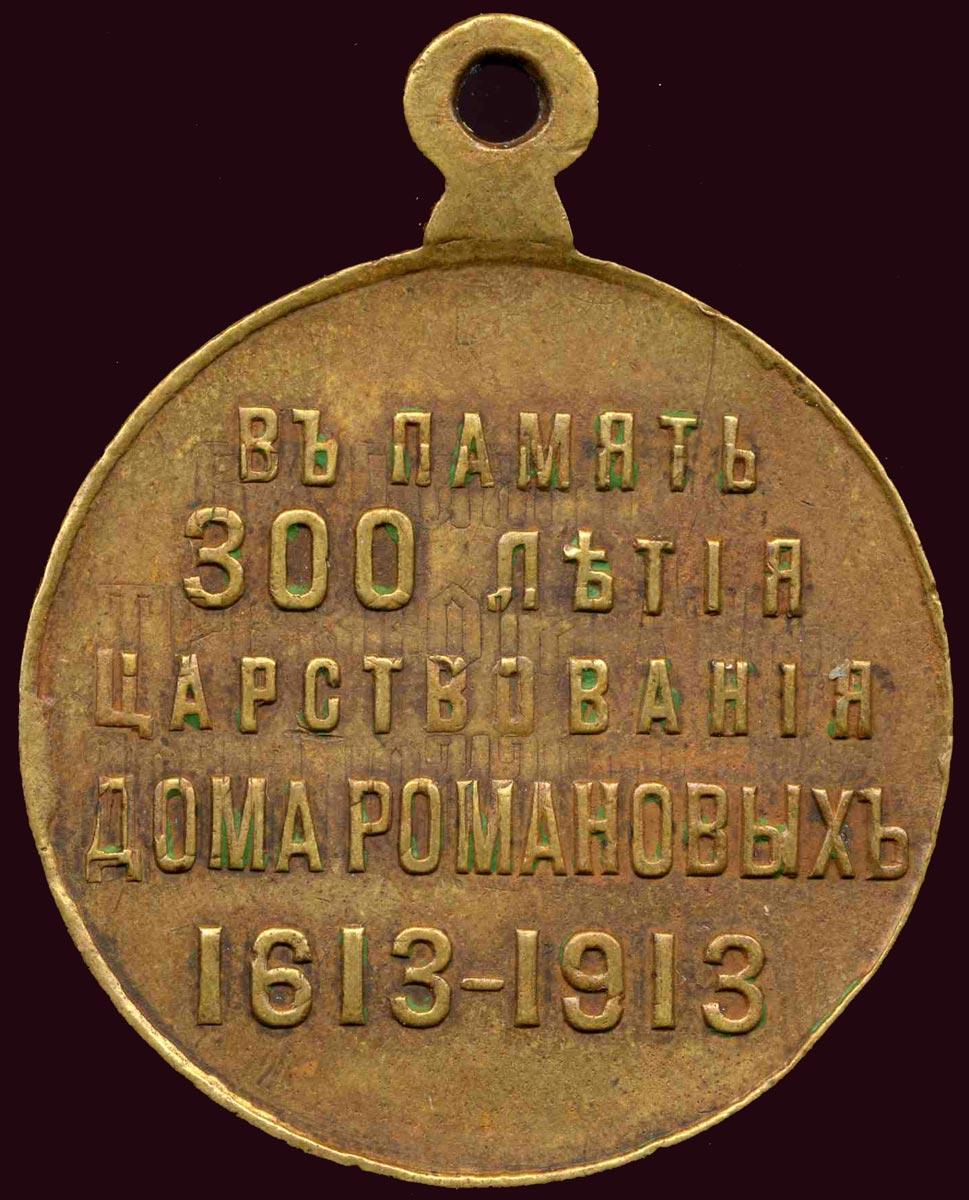 ВЪ ПАМЯТЬ
300 ЛѢТІЯ
ЦАРСТВОВАНІЯ
ДОМА РОМАНОВЫХЪ
1613-1913